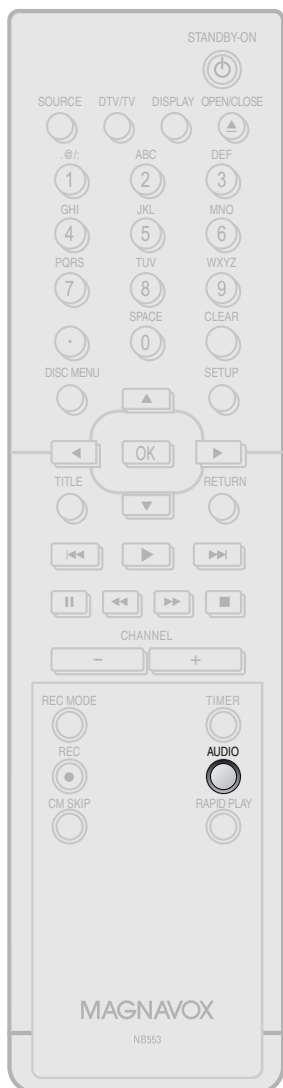 STANDBY-ON
SOURCE DTV/TV DISPLAY OPEN/CLOSE
.@/: ABC DEF
1 2 3
GHI JKL MNO
4 5 6
PQRS TUV WXYZ
7 8 9
SPACE CLEAR
. 0
DISC MENU SETUP
OK
TITLE RETURN
CHANNEL
− +
REC MODE TIMER
REC AUDIO
CM SKIP RAPID PLAY
MAGNAVOX
NB553